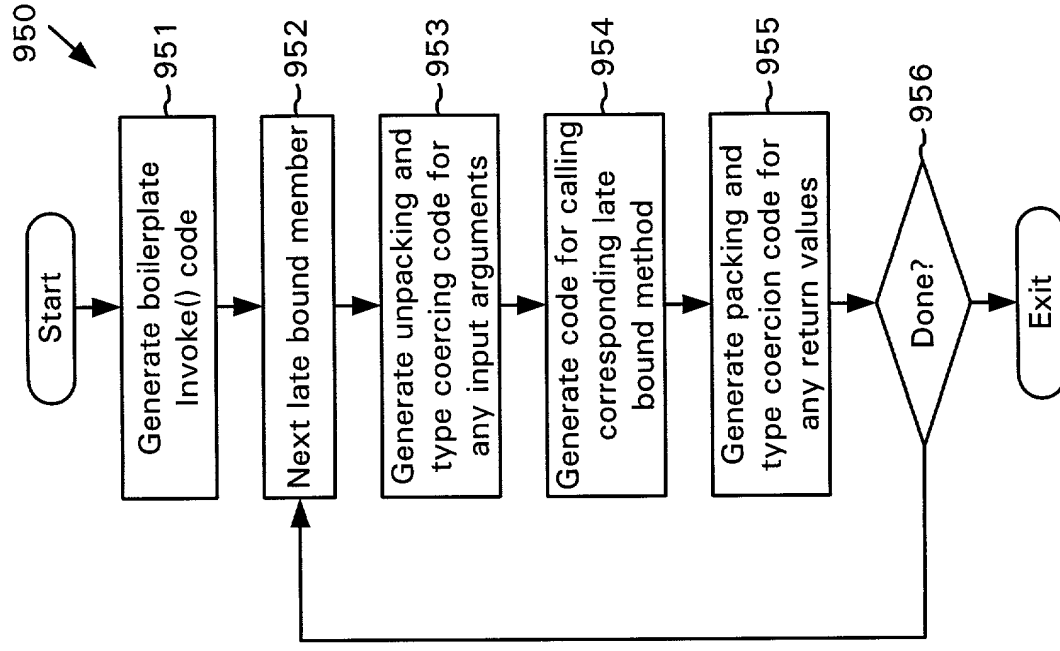 950
Start
Generate boilerplate
Invoke() code
951
Next late bound member
952
Generate unpacking and
type coercing code for
any input arguments
953
Generate code for calling
corresponding late
bound method
954
Generate packing and
type coercion code for
any return values
955
Done?
956
Exit